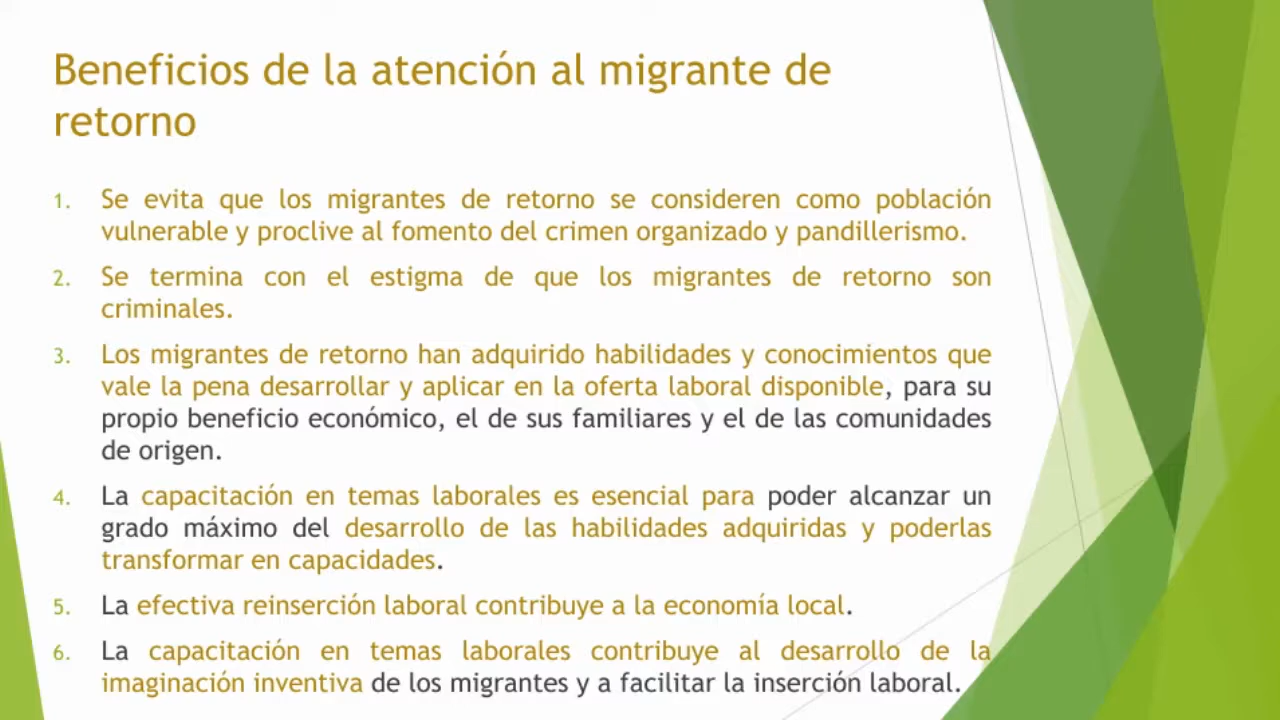 Beneficios de la atención al migrante de
retorno
1. Se evita que los migrantes de retorno se consideren como población
vulnerable y proclive al fomento del crimen organizado y pandillerismo.
2. Se termina con el estigma de que los migrantes de retorno son
criminales.
3. Los migrantes de retorno han adquirido habilidades y conocimientos que
vale la pena desarrollar y aplicar en la oferta laboral disponible, para su
propio beneficio económico, el de sus familiares y el de las comunidades
de origen.
4. La capacitación en temas laborales es esencial para poder alcanzar un
grado máximo del desarrollo de las habilidades adquiridas y poderlas
transformar en capacidades.
5. La efectiva reinserción laboral contribuye a la economía local.
6. La capacitación en temas laborales contribuye al desarrollo de la
imaginación inventiva de los migrantes y a facilitar la inserción laboral.